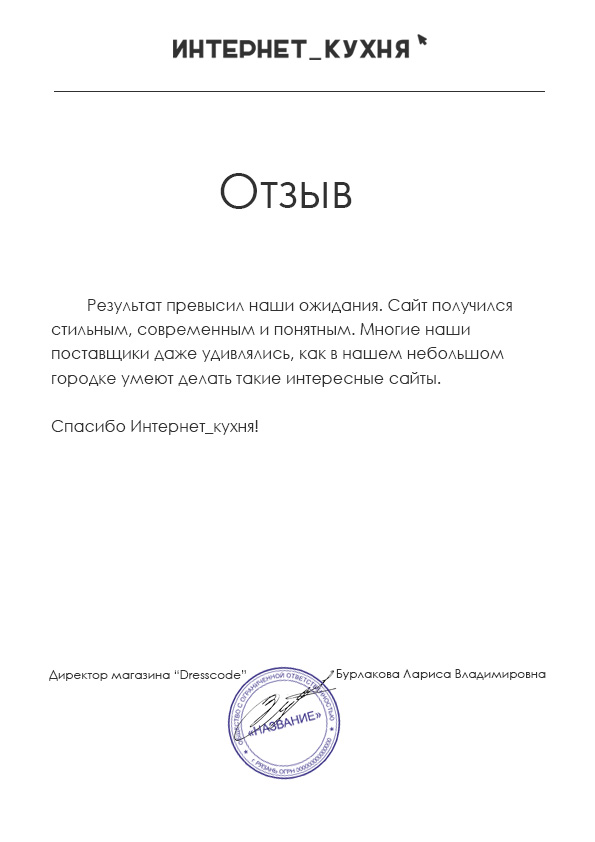 ИНТЕРНЕТ_КУХНЯ
Отзыв
Результат превысил наши ожидания. Сайт получился
стильным, современным и понятным. Многие наши
поставщики даже удивлялись, как в нашем небольшом
городке умеют делать такие интересные сайты.
Спасибо Интернет_кухня!
Директор магазина “Dresscode”
Бурлакова Лариса Владимировна
ОБЩЕСТВО С ОГРАНИЧЕННОЙ ОТВЕТСТВЕННОСТЬЮ
«НАЗВАНИЕ»
г. РЯЗАНЬ ОГРН